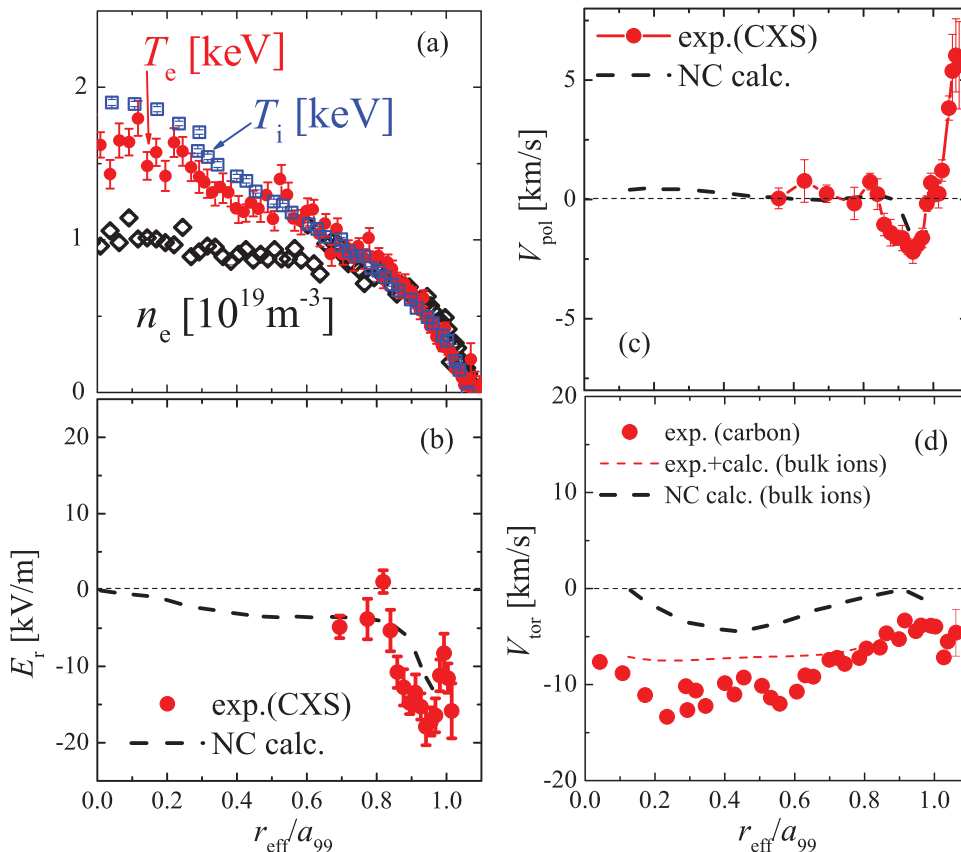 (a)
T_e [keV]
T_i [keV]
n_e [10^19 m^-3]
2
1
0
(b)
E_r [kV/m]
20
10
0
-10
-20
exp.(CXS)
NC calc.
0.0 0.2 0.4 0.6 0.8 1.0
r_eff/a_99
exp.(CXS)
NC calc.
(c)
V_pol [km/s]
5
0
-5
(d)
exp. (carbon)
exp.+calc. (bulk ions)
NC calc. (bulk ions)
V_tor [km/s]
20
10
0
-10
-20
0.0 0.2 0.4 0.6 0.8 1.0
r_eff/a_99